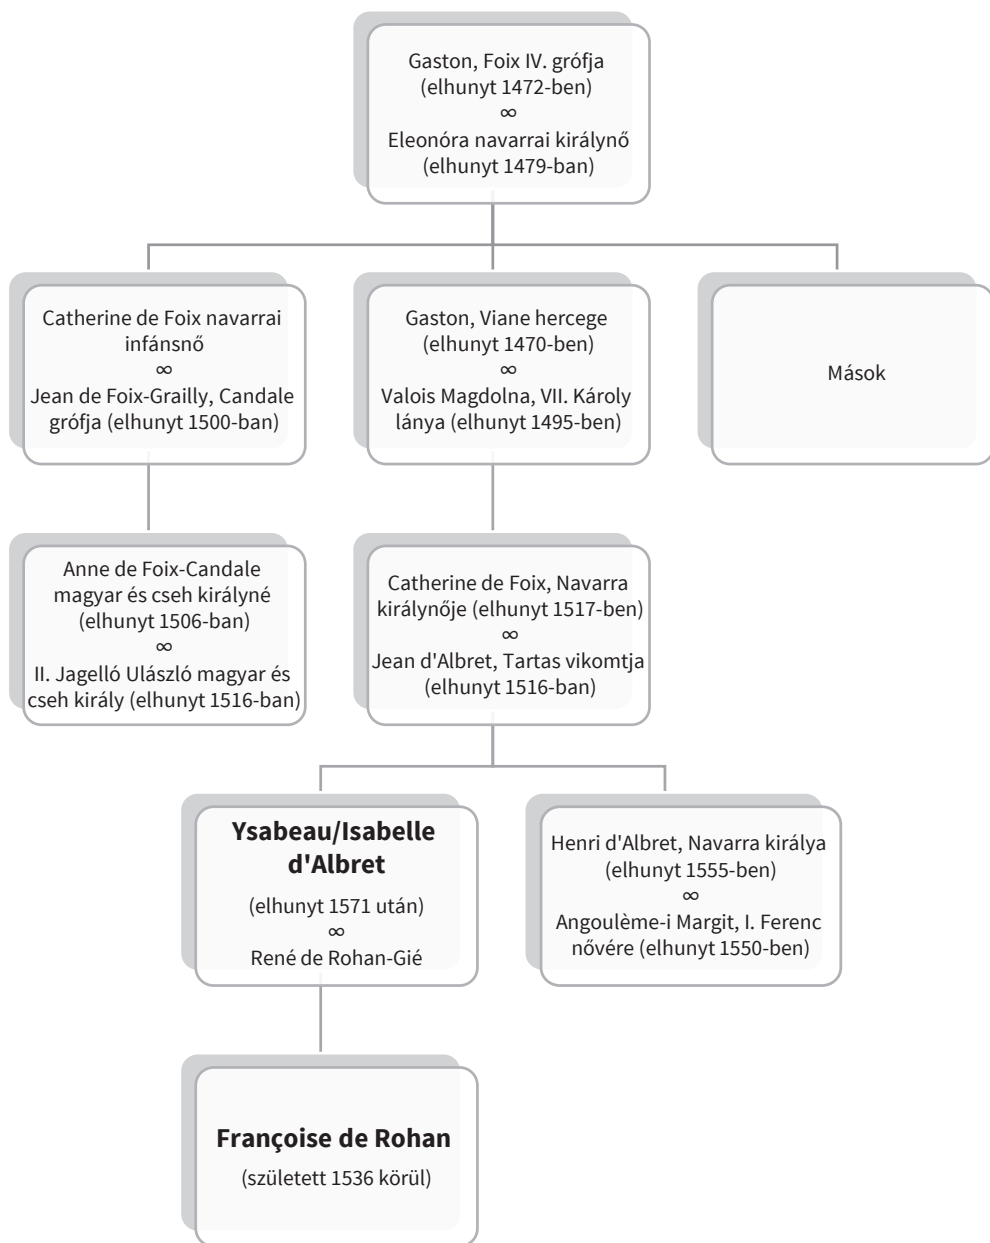 Gaston, Foix IV. grófja
(elhunyt 1472-ben)
∞
Eleonóra navarrai királynő
(elhunyt 1479-ban)
Catherine de Foix navarrai
infánsnő
∞
Jean de Foix-Grailly, Candale
grófja (elhunyt 1500-ban)
Gaston, Viane hercege
(elhunyt 1470-ben)
∞
Valois Magdolna, VII. Károly
lánya (elhunyt 1495-ben)
Mások
Anne de Foix-Candale
magyar és cseh királyné
(elhunyt 1506-ban)
∞
II. Jagelló Ulászló magyar és
cseh király (elhunyt 1516-ban)
Catherine de Foix, Navarra
királynője (elhunyt 1517-ben)
∞
Jean d'Albret, Tartas vikomtja
(elhunyt 1516-ban)
Ysabeau/Isabelle
d'Albret
(elhunyt 1571 után)
∞
René de Rohan-Gié
Henri d'Albret, Navarra királya
(elhunyt 1555-ben)
∞
Angoulème-i Margit, I. Ferenc
nővére (elhunyt 1550-ben)
Françoise de Rohan
(született 1536 körül)